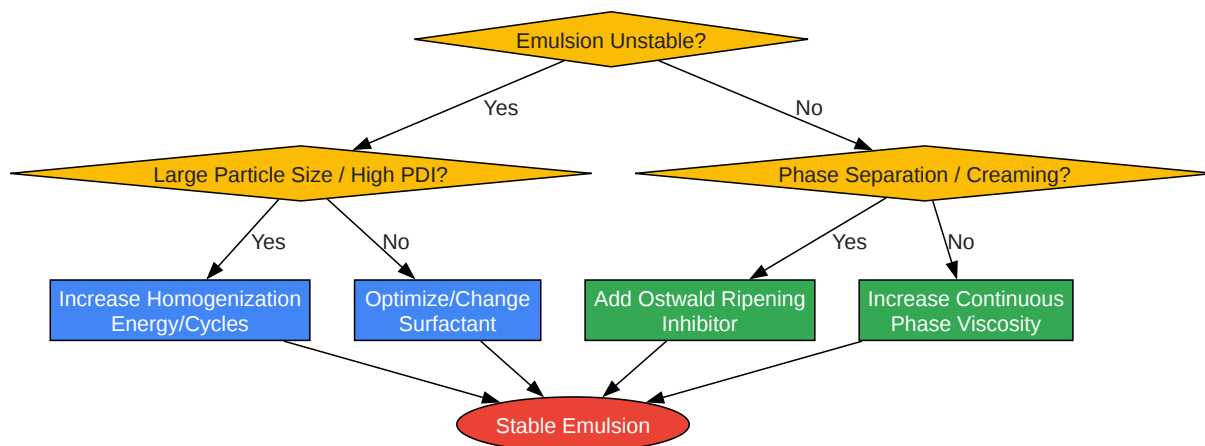 Emulsion Unstable?
Yes
No
Large Particle Size / High PDI?
Phase Separation / Creaming?
Yes
No
Yes
No
Increase Homogenization
Energy/Cycles
Optimize/Change
Surfactant
Add Ostwald Ripening
Inhibitor
Increase Continuous
Phase Viscosity
Stable Emulsion